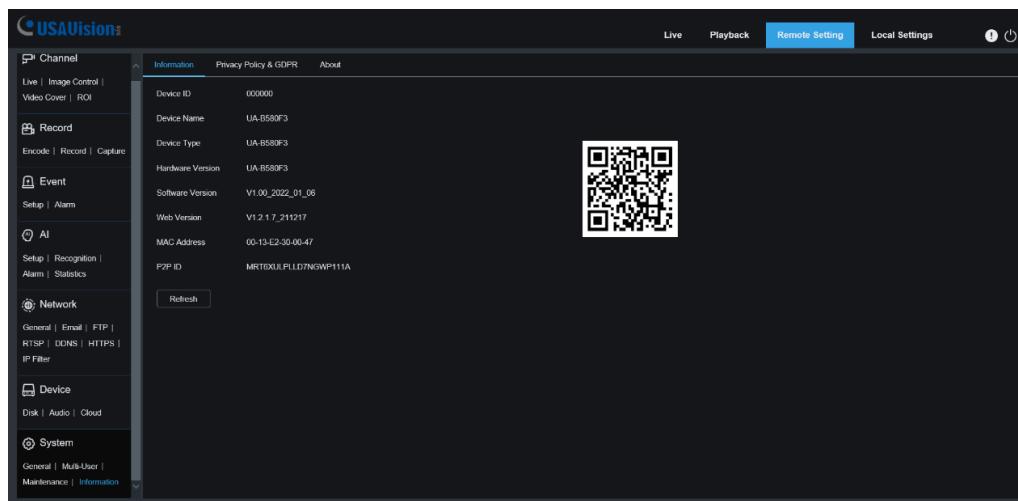 USAVision
Live Playback Remote Setting Local Settings
Channel
Live | Image Control |
Video Cover | ROI
Record
Encode | Record | Capture
Event
Setup | Alarm
AI
Setup | Recognition |
Alarm | Statistics
Network
General | Email | FTP |
RTSP | DDNS | HTTPS |
IP Filter
Device
Disk | Audio | Cloud
System
General | Multi-User |
Maintenance | Information
Information Privacy Policy & GDPR About
Device ID 000000
Device Name UA-B580F3
Device Type UA-B580F3
Hardware Version UA-B580F3
Software Version V1.00_2022_01_06
Web Version V1.2.1.7_211217
MAC Address 00-13-E2-30-00-47
P2P ID MRT6XULPLLD7NGWP111A
Refresh